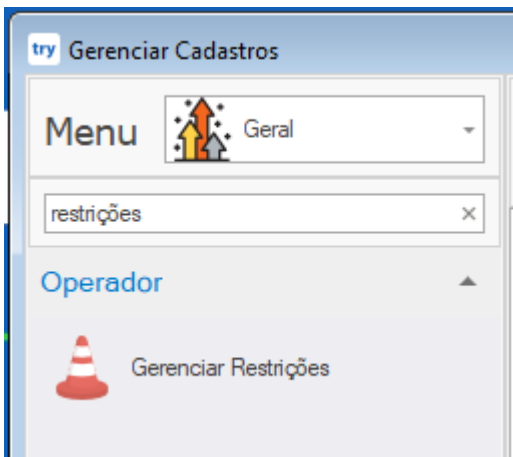 try Gerenciar Cadastros
Menu Geral
restrições
Operador
Gerenciar Restrições